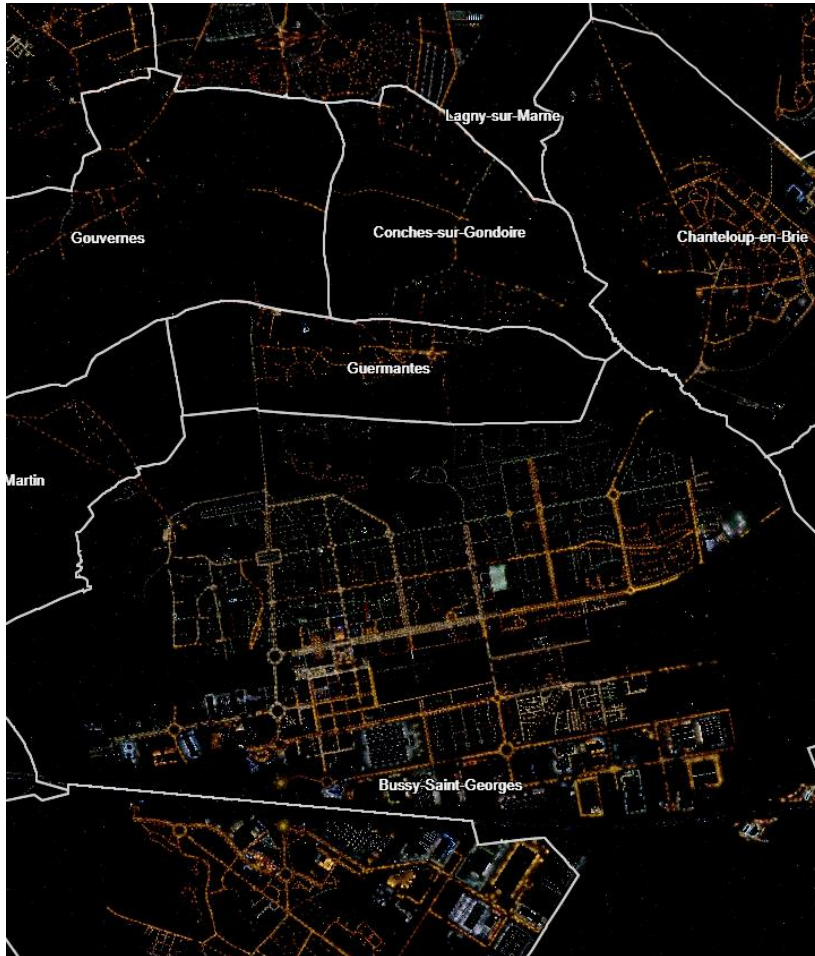 Lagny-sur-Marne
Gouvernes
Conches-sur-Gondoire
Chanteloup-en-Brie
Guermantes
Martin
Bussy-Saint-Georges